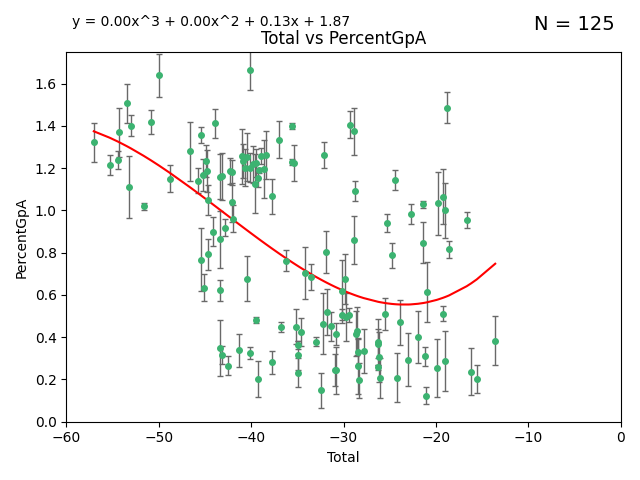 y = 0.00x^3 + 0.00x^2 + 0.13x + 1.87
N = 125
Total vs PercentGpA
PercentGpA
1.6
1.4
1.2
1.0
0.8
0.6
0.4
0.2
0.0
−60 −50 −40 −30 −20 −10 0
Total